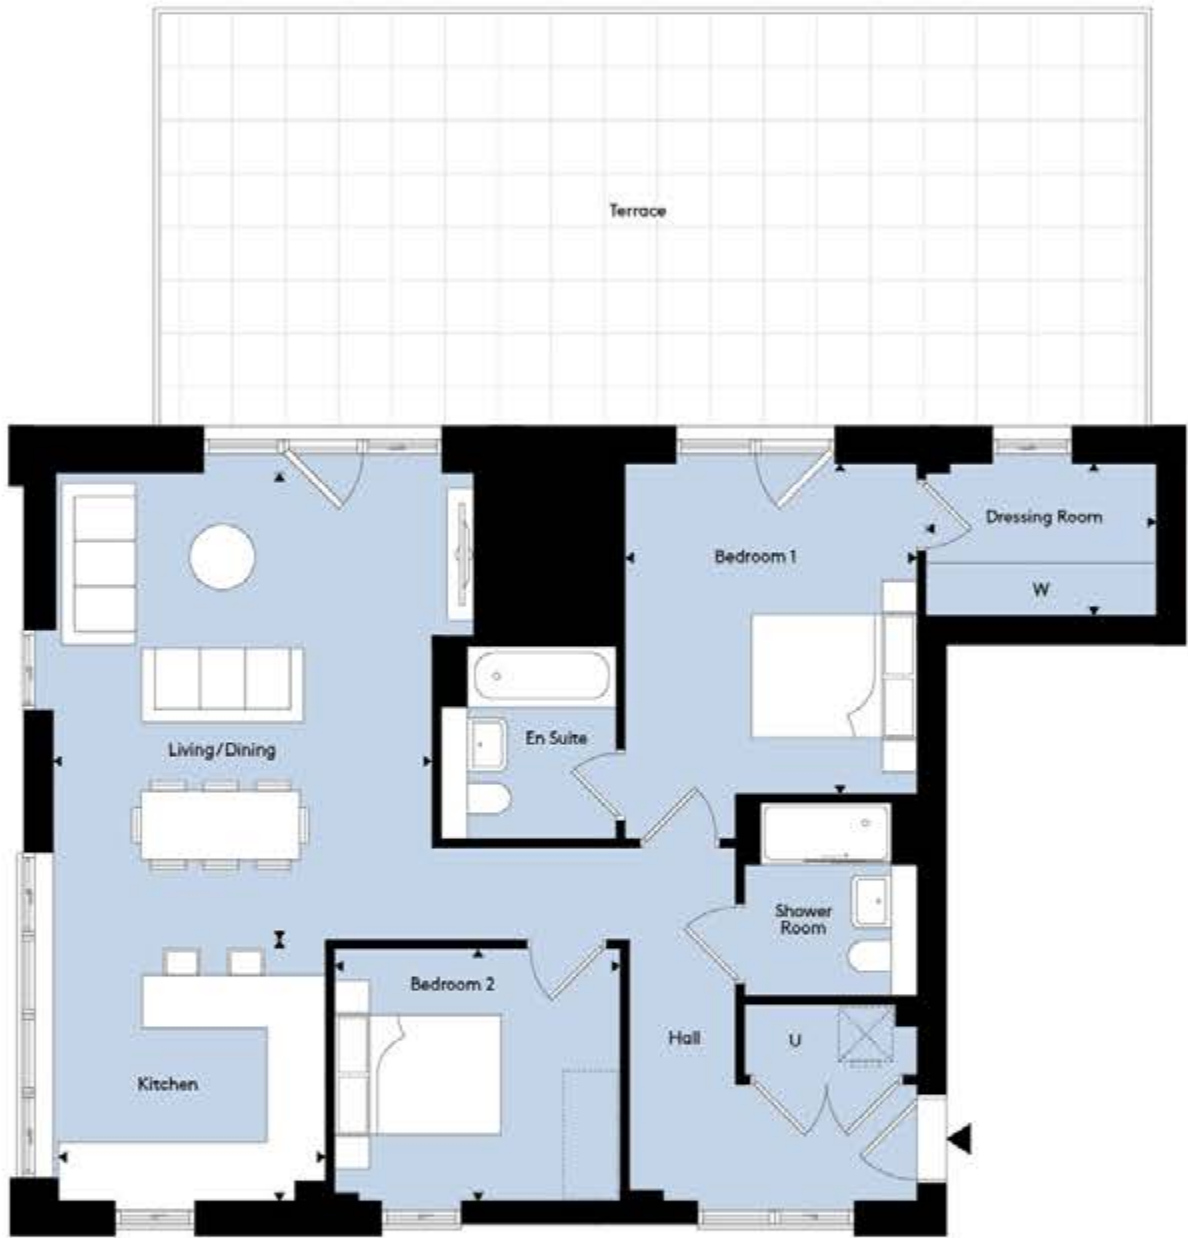 Terrace
Dressing Room
Bedroom 1
W
En Suite
Living/Dining
Shower
Room
Bedroom 2
Hall
U
Kitchen